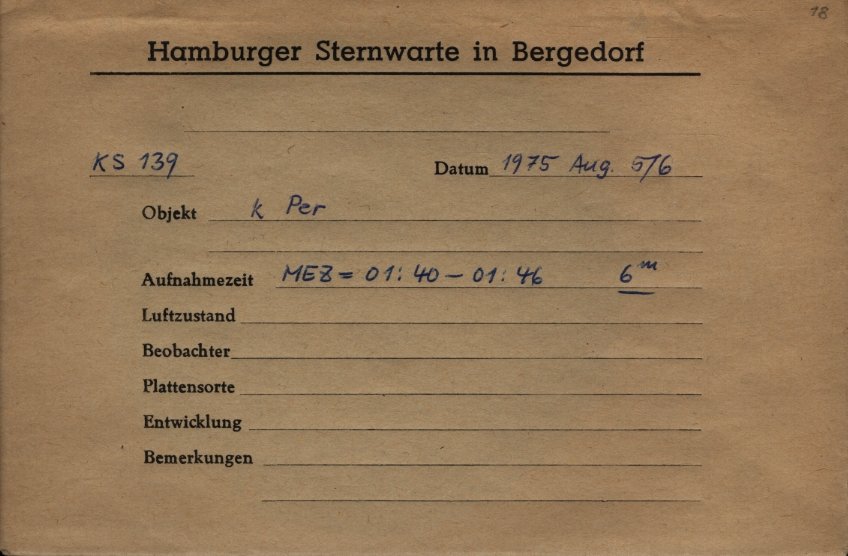 18
Hamburger Sternwarte in Bergedorf
KS 139 Datum 1975 Aug. 5/6
Objekt k Per
Aufnahmezeit MEZ = 01:40 – 01:46 6ᵐ
Luftzustand
Beobachter
Plattensorte
Entwicklung
Bemerkungen